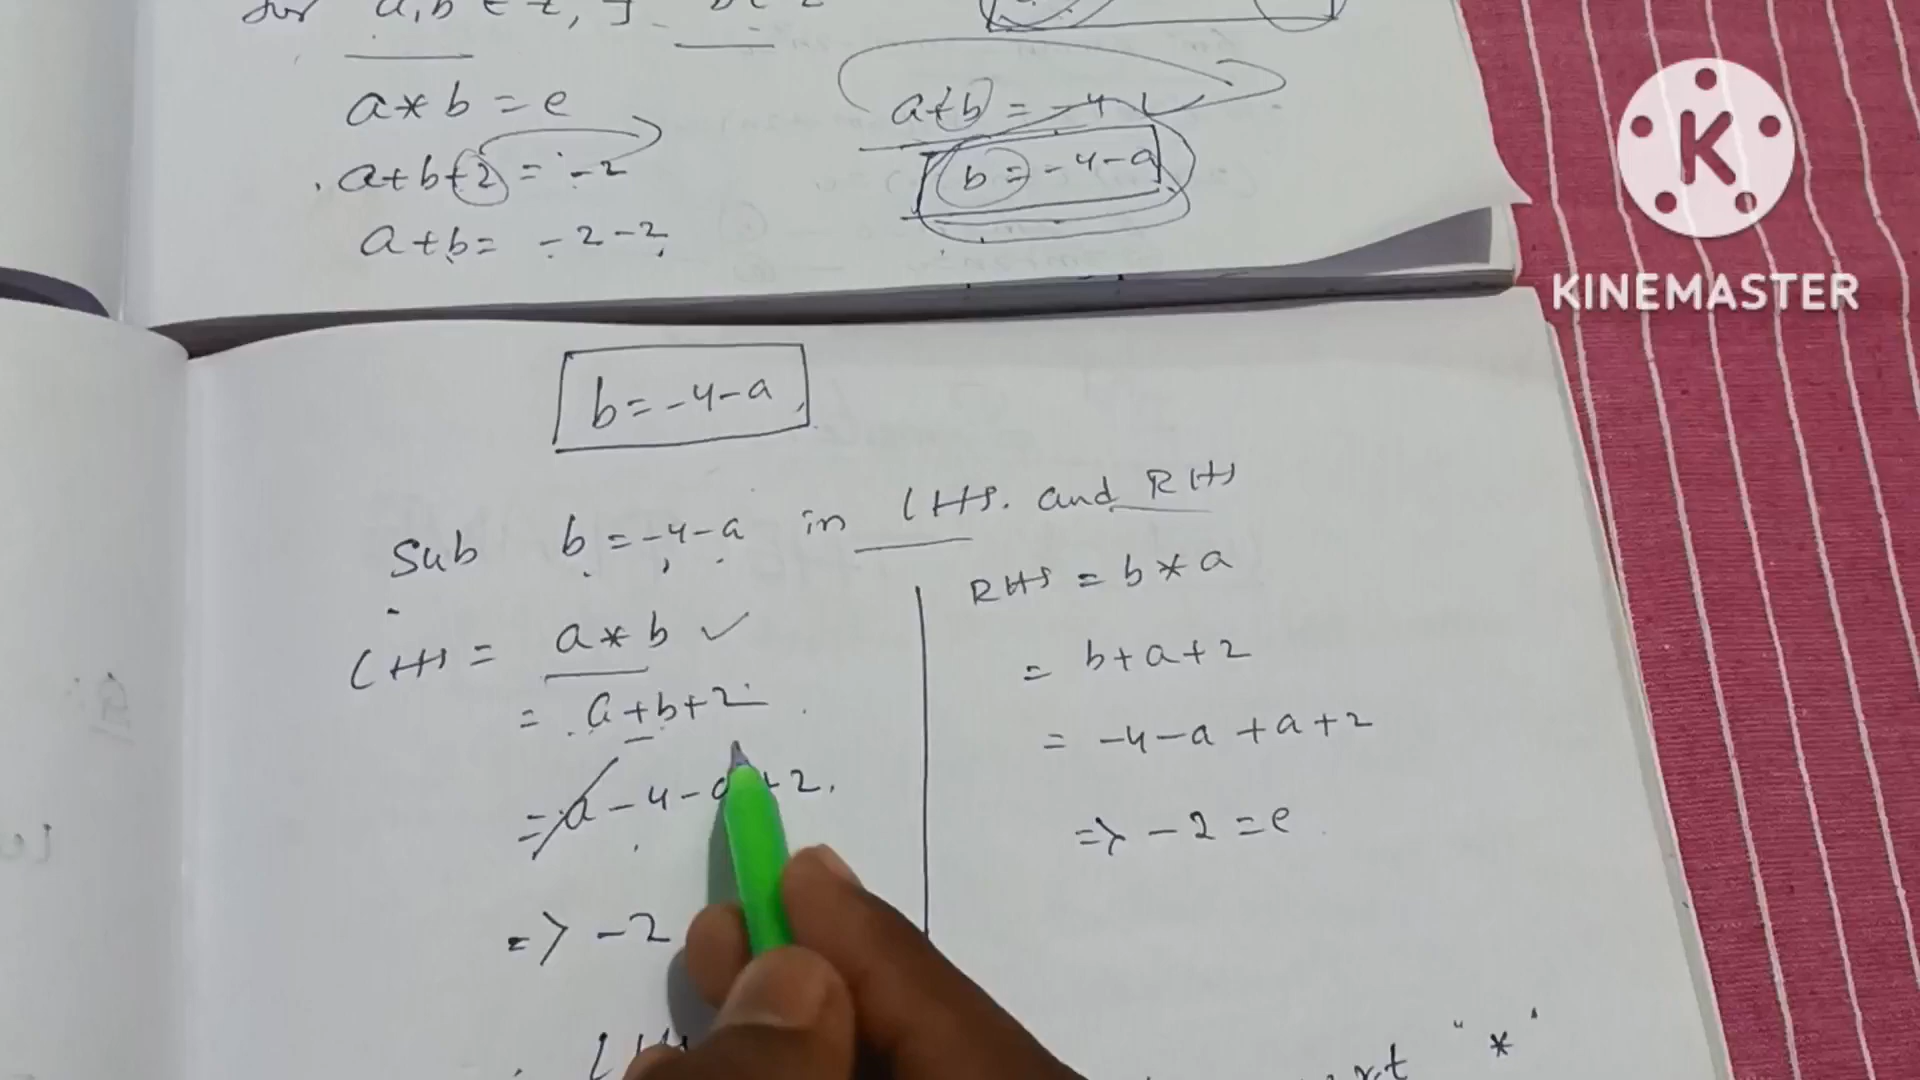 a,b
a * b = e
a+b+2 = -2
a+b = -2-2
a+b = -4
b = -4-a
KINEMASTER
b = -4-a
Sub b = -4-a in LHS. and RHS
LHS = a * b ✓
= a+b+2
= a-4-a+2.
=> -2
RHS = b * a
= b+a+2
= -4-a+a+2
=> -2 = e
"*"